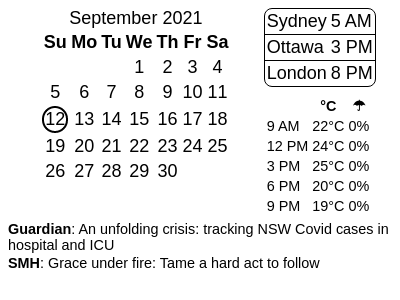 September 2021
Su Mo Tu We Th Fr Sa
1 2 3 4
5 6 7 8 9 10 11
12 13 14 15 16 17 18
19 20 21 22 23 24 25
26 27 28 29 30
Sydney 5 AM
Ottawa 3 PM
London 8 PM
°C ☂
9 AM 22°C 0%
12 PM 24°C 0%
3 PM 25°C 0%
6 PM 20°C 0%
9 PM 19°C 0%
Guardian: An unfolding crisis: tracking NSW Covid cases in
hospital and ICU
SMH: Grace under fire: Tame a hard act to follow